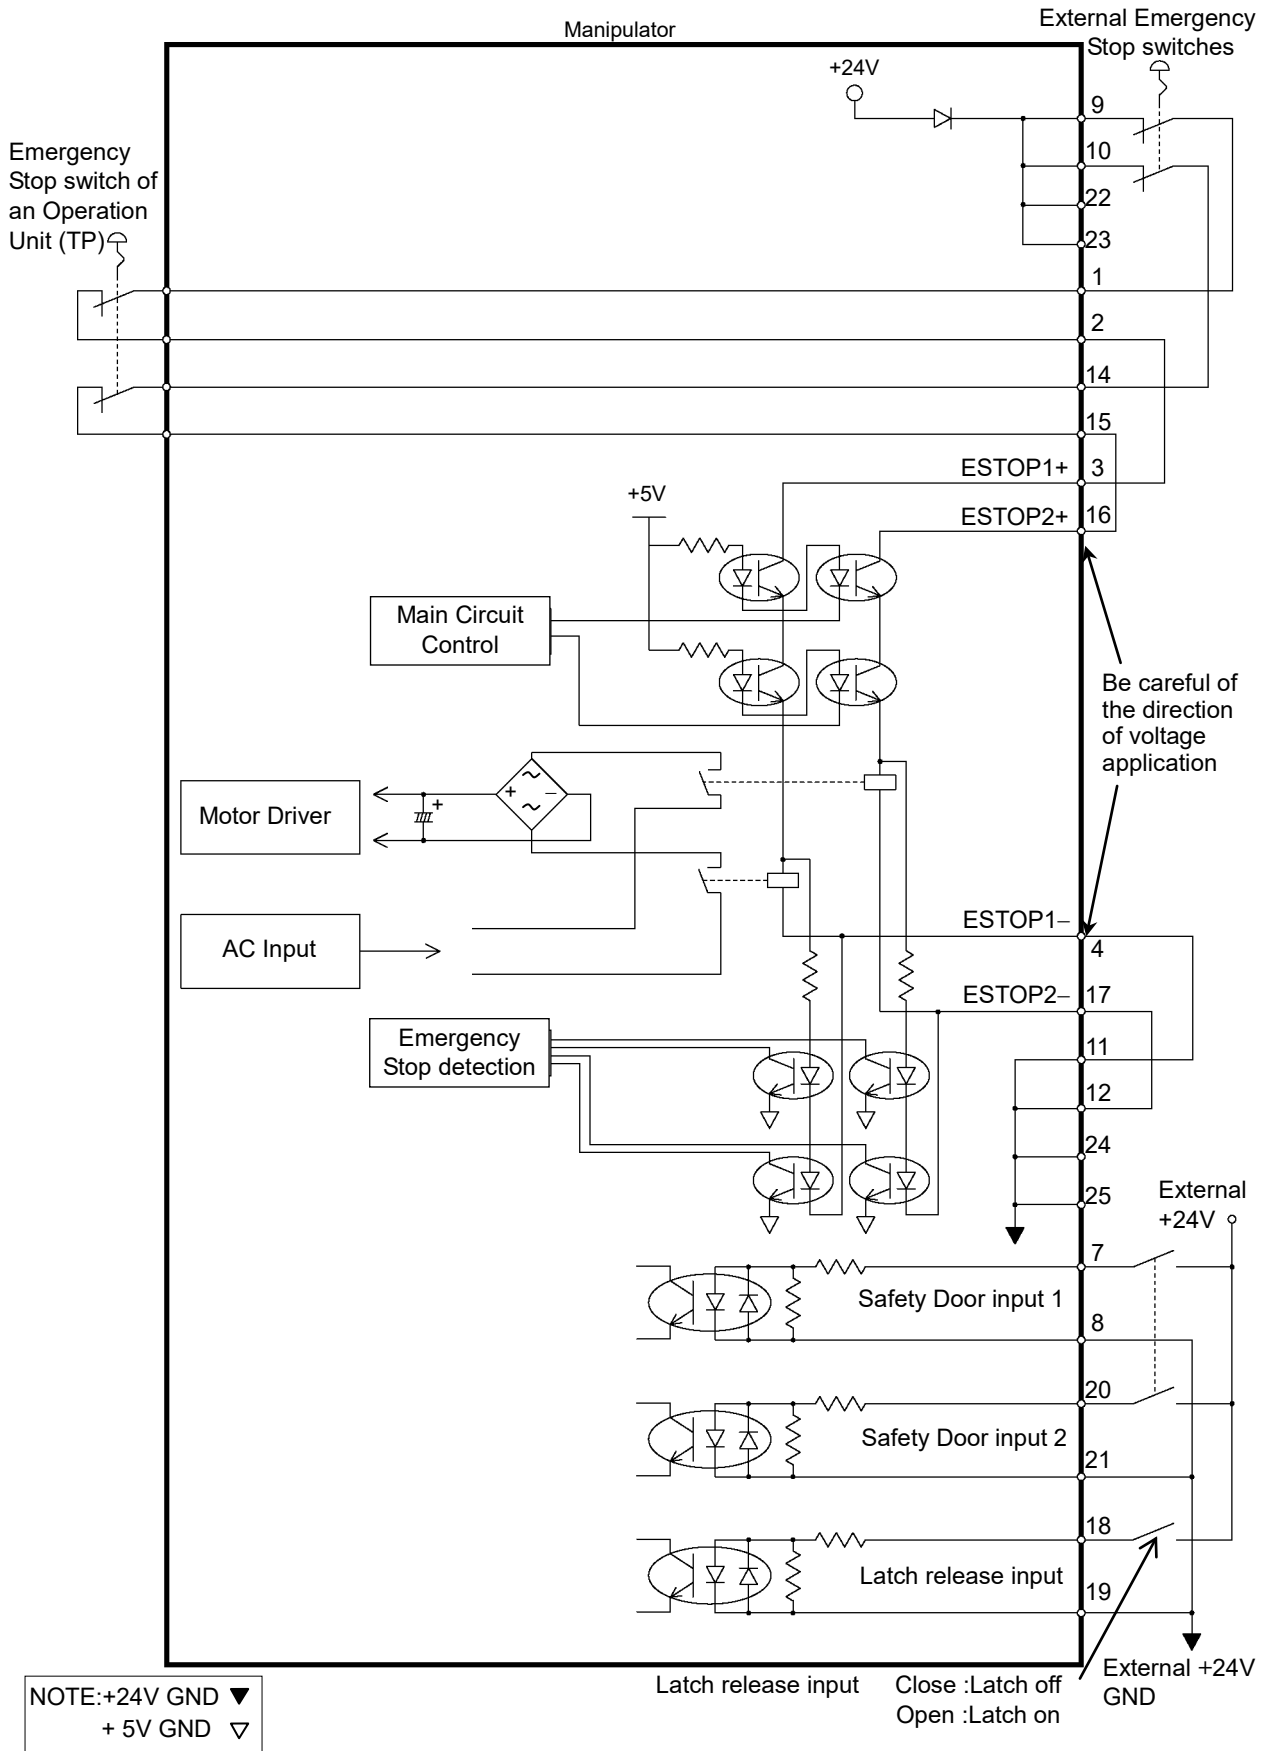 Manipulator
External Emergency
Stop switches
+24V
9
10
22
23
Emergency
Stop switch of
an Operation
Unit (TP)
1
2
14
15
ESTOP1+ 3
ESTOP2+ 16
+5V
Main Circuit
Control
Be careful of
the direction
of voltage
application
Motor Driver
+ −
+
AC Input
ESTOP1−
4
ESTOP2− 17
Emergency
Stop detection
11
12
24
25
External
+24V
7
Safety Door input 1
8
20
Safety Door input 2
21
18
Latch release input
19
External +24V
GND
Latch release input Close :Latch off
Open :Latch on
NOTE:+24V GND
+ 5V GND